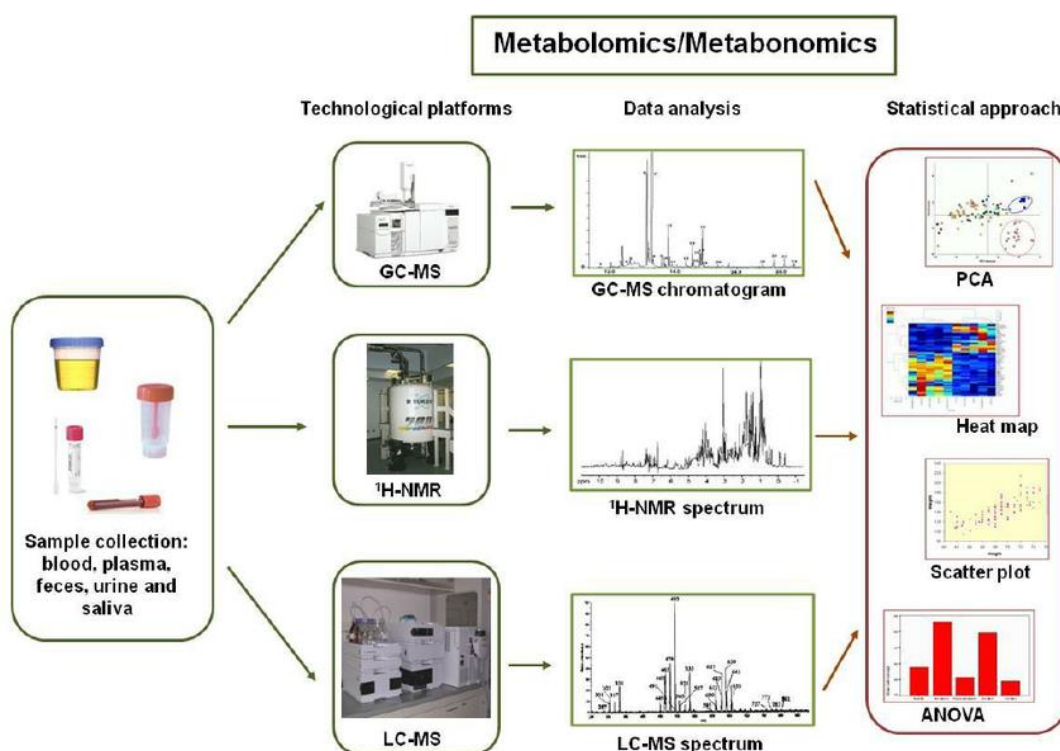 Metabolomics/Metabonomics
Technological platforms
Data analysis
Statistical approach
GC-MS
GC-MS chromatogram
PCA
Heat map
¹H-NMR
¹H-NMR spectrum
Scatter plot
Sample collection:
blood, plasma,
feces, urine and
saliva
LC-MS
LC-MS spectrum
ANOVA